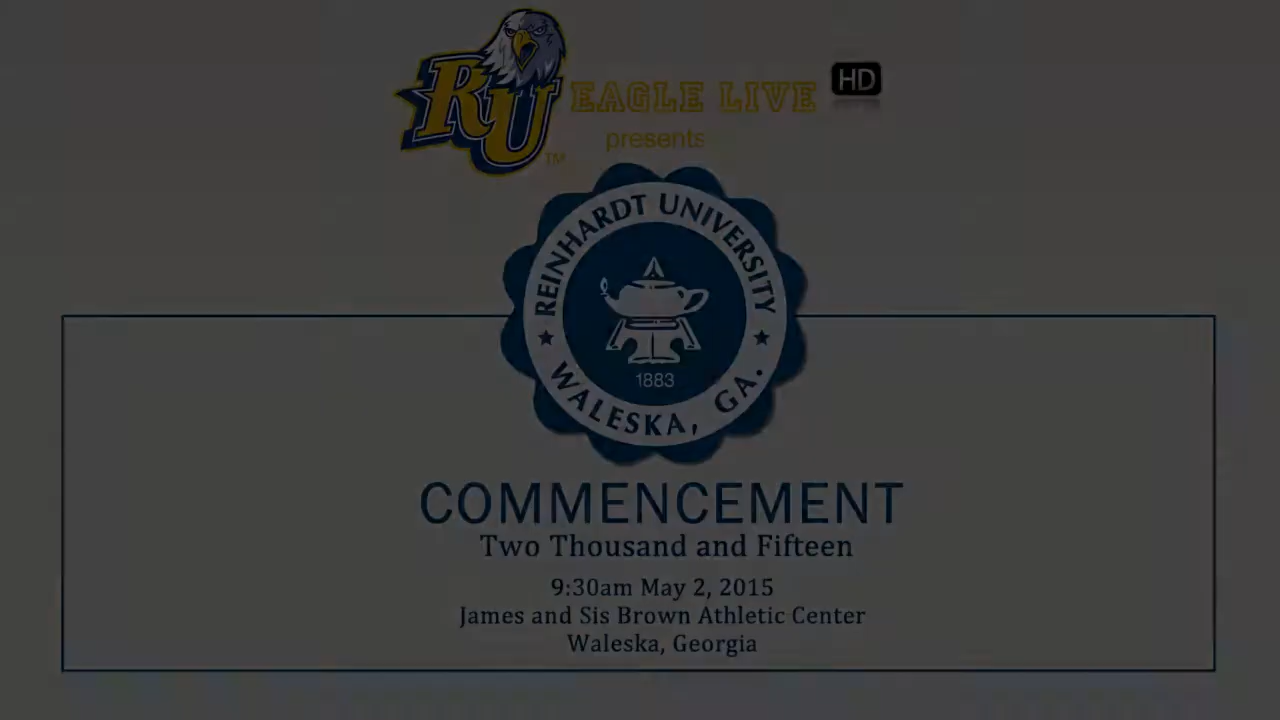 RU
TM
EAGLE LIVE
HD
presents
REINHARDT UNIVERSITY
1883
WALESKA, GA.
COMMENCEMENT
Two Thousand and Fifteen
9:30am May 2, 2015
James and Sis Brown Athletic Center
Waleska, Georgia